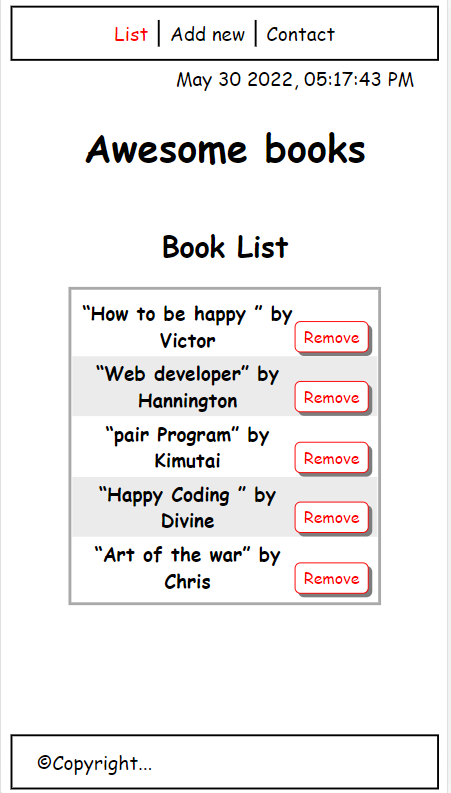 List | Add new | Contact
May 30 2022, 05:17:43 PM
Awesome books
Book List
“How to be happy ” by
Victor
Remove
“Web developer” by
Hannington
Remove
“pair Program” by
Kimutai
Remove
“Happy Coding ” by
Divine
Remove
“Art of the war” by
Chris
Remove
©Copyright...